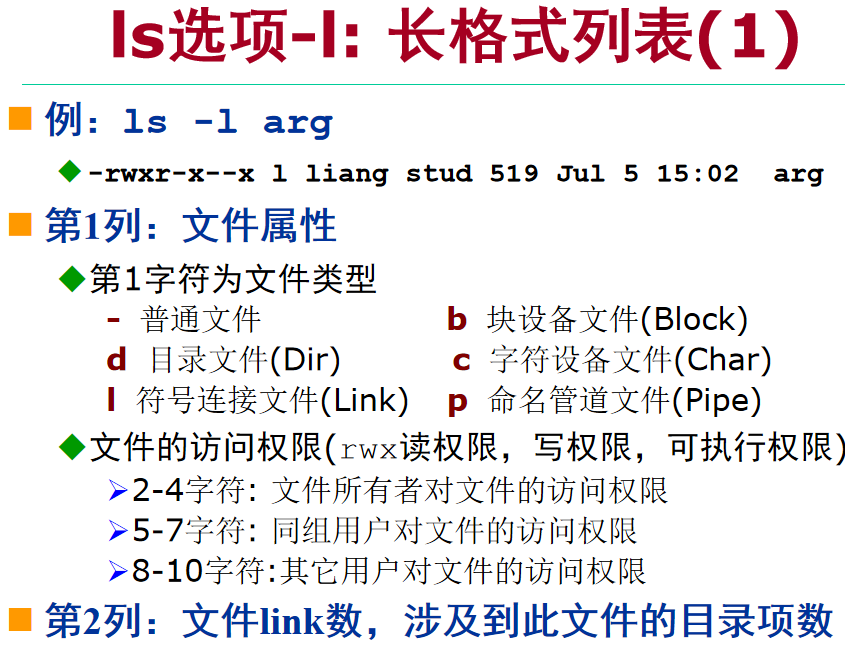 ls选项-l: 长格式列表(1)
例：ls -l arg
-rwxr-x--x 1 liang stud 519 Jul 5 15:02 arg
第1列：文件属性
第1字符为文件类型
- 普通文件 b 块设备文件(Block)
d 目录文件(Dir) c 字符设备文件(Char)
l 符号连接文件(Link) p 命名管道文件(Pipe)
文件的访问权限(rwx读权限，写权限，可执行权限)
2-4字符: 文件所有者对文件的访问权限
5-7字符: 同组用户对文件的访问权限
8-10字符:其它用户对文件的访问权限
第2列：文件link数，涉及到此文件的目录项数